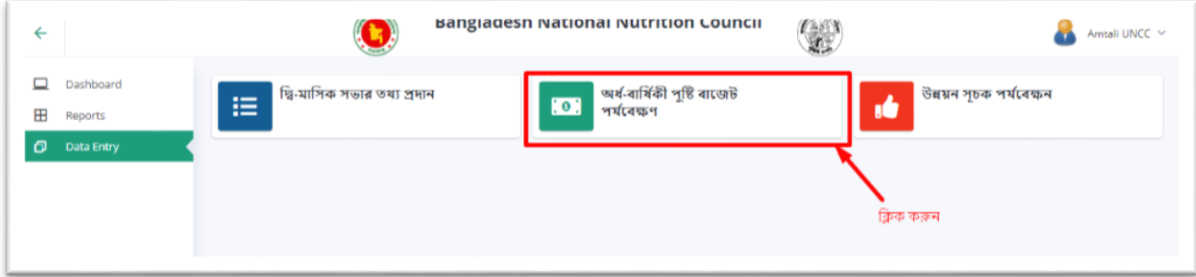 Bangladesh National Nutrition Council
Amtali UNCC
Dashboard
Reports
Data Entry
দ্বি-মাসিক সভার তথ্য প্রদান
অর্ধ-বার্ষিকী পুষ্টি বাজেট
পর্যবেক্ষণ
উন্নয়ন সূচক পর্যবেক্ষন
ক্লিক করুন